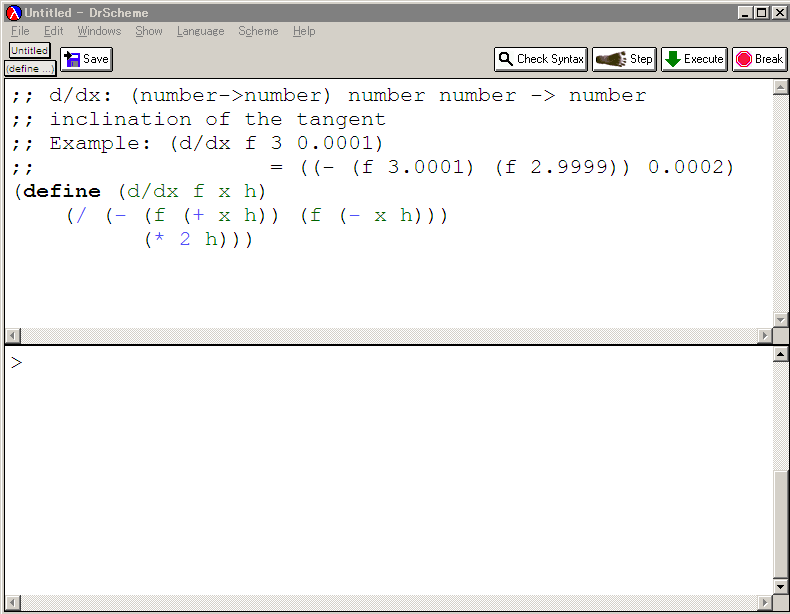 Untitled - DrScheme
File Edit Windows Show Language Scheme Help
Untitled
(define ...)
Save
Check Syntax
Step
Execute
Break
;; d/dx: (number->number) number number -> number
;; inclination of the tangent
;; Example: (d/dx f 3 0.0001)
;;                  = ((- (f 3.0001) (f 2.9999)) 0.0002)
(define (d/dx f x h)
    (/ (- (f (+ x h)) (f (- x h)))
          (* 2 h)))
>